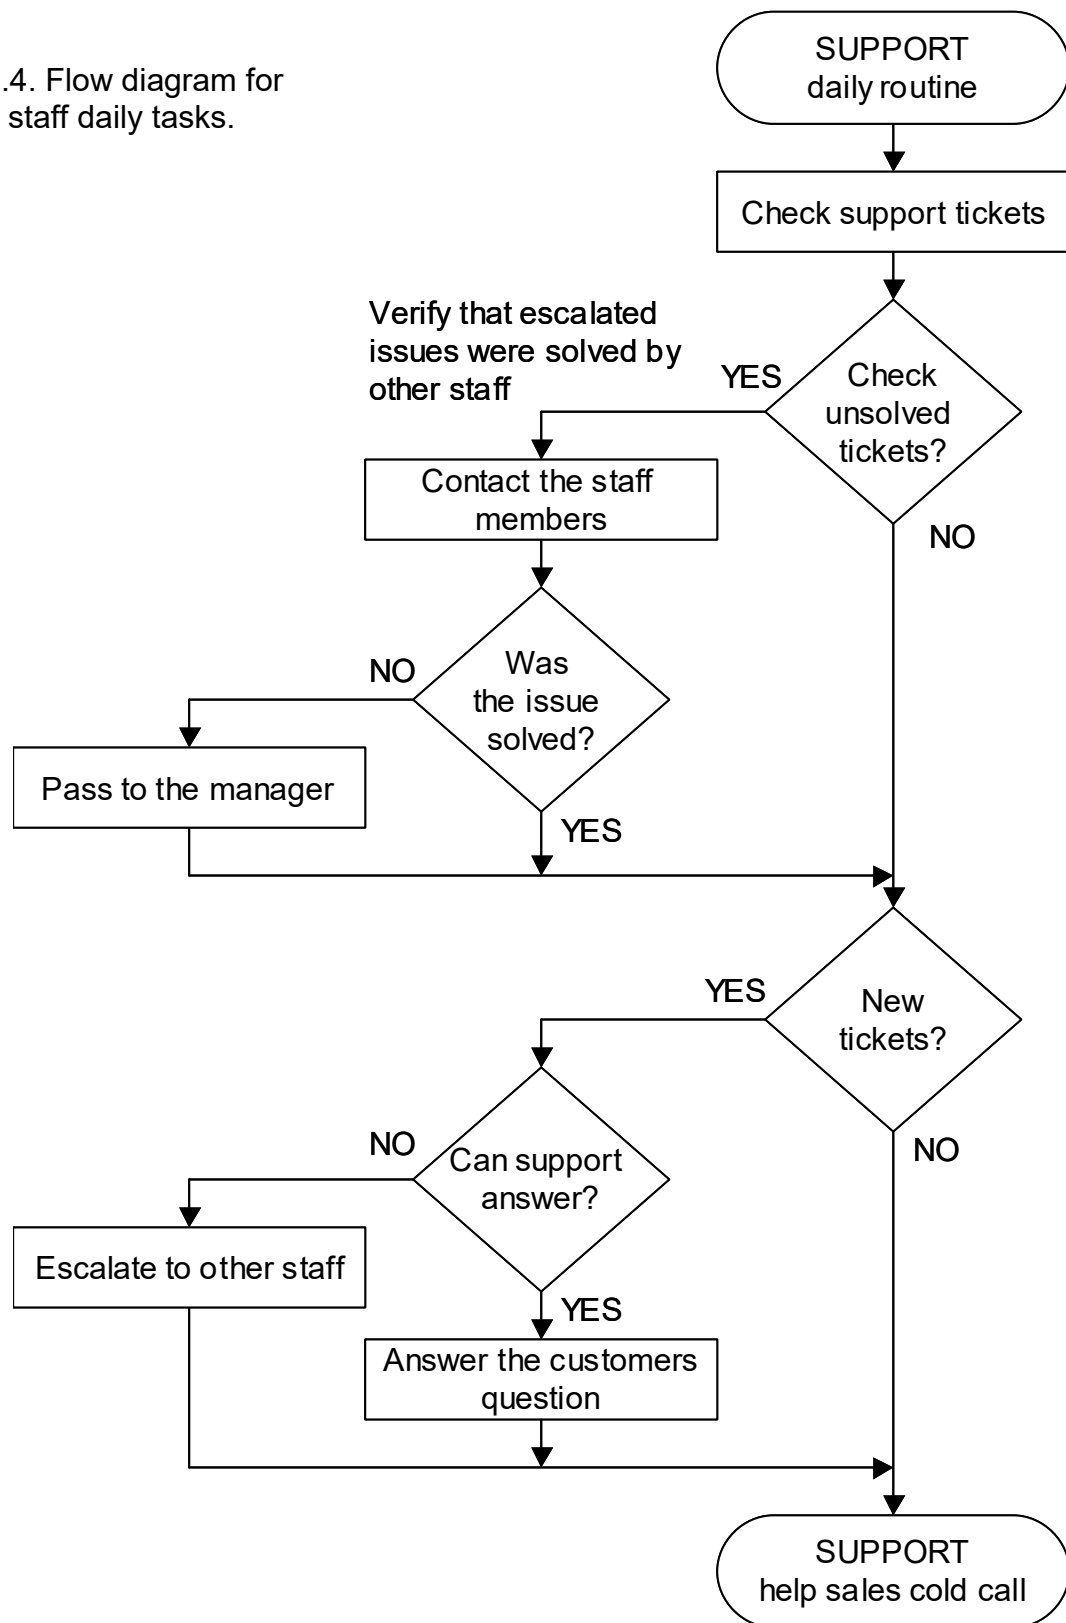 SUPPORT
daily routine
.4. Flow diagram for
staff daily tasks.
Check support tickets
Verify that escalated
issues were solved by
other staff
YES
Check
unsolved
tickets?
Contact the staff
members
NO
NO
Was
the issue
solved?
Pass to the manager
YES
YES
New
tickets?
NO
NO
Can support
answer?
Escalate to other staff
YES
Answer the customers
question
SUPPORT
help sales cold call